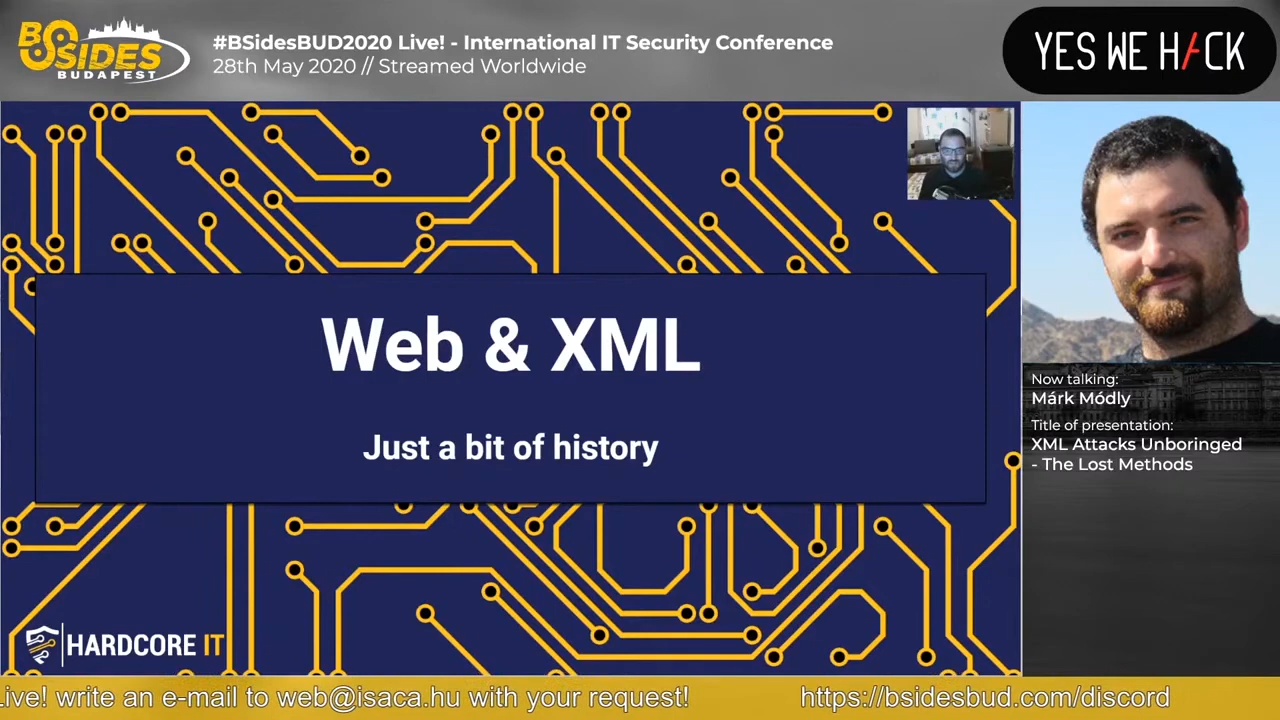 BSIDES
BUDAPEST
#BSidesBUD2020 Live! - International IT Security Conference
28th May 2020 // Streamed Worldwide
YES WE H/CK
Web & XML
Just a bit of history
Now talking:
Márk Módly
Title of presentation:
XML Attacks Unboringed
- The Lost Methods
HARDCORE IT
Live! write an e-mail to web@isaca.hu with your request!
https://bsidesbud.com/discord